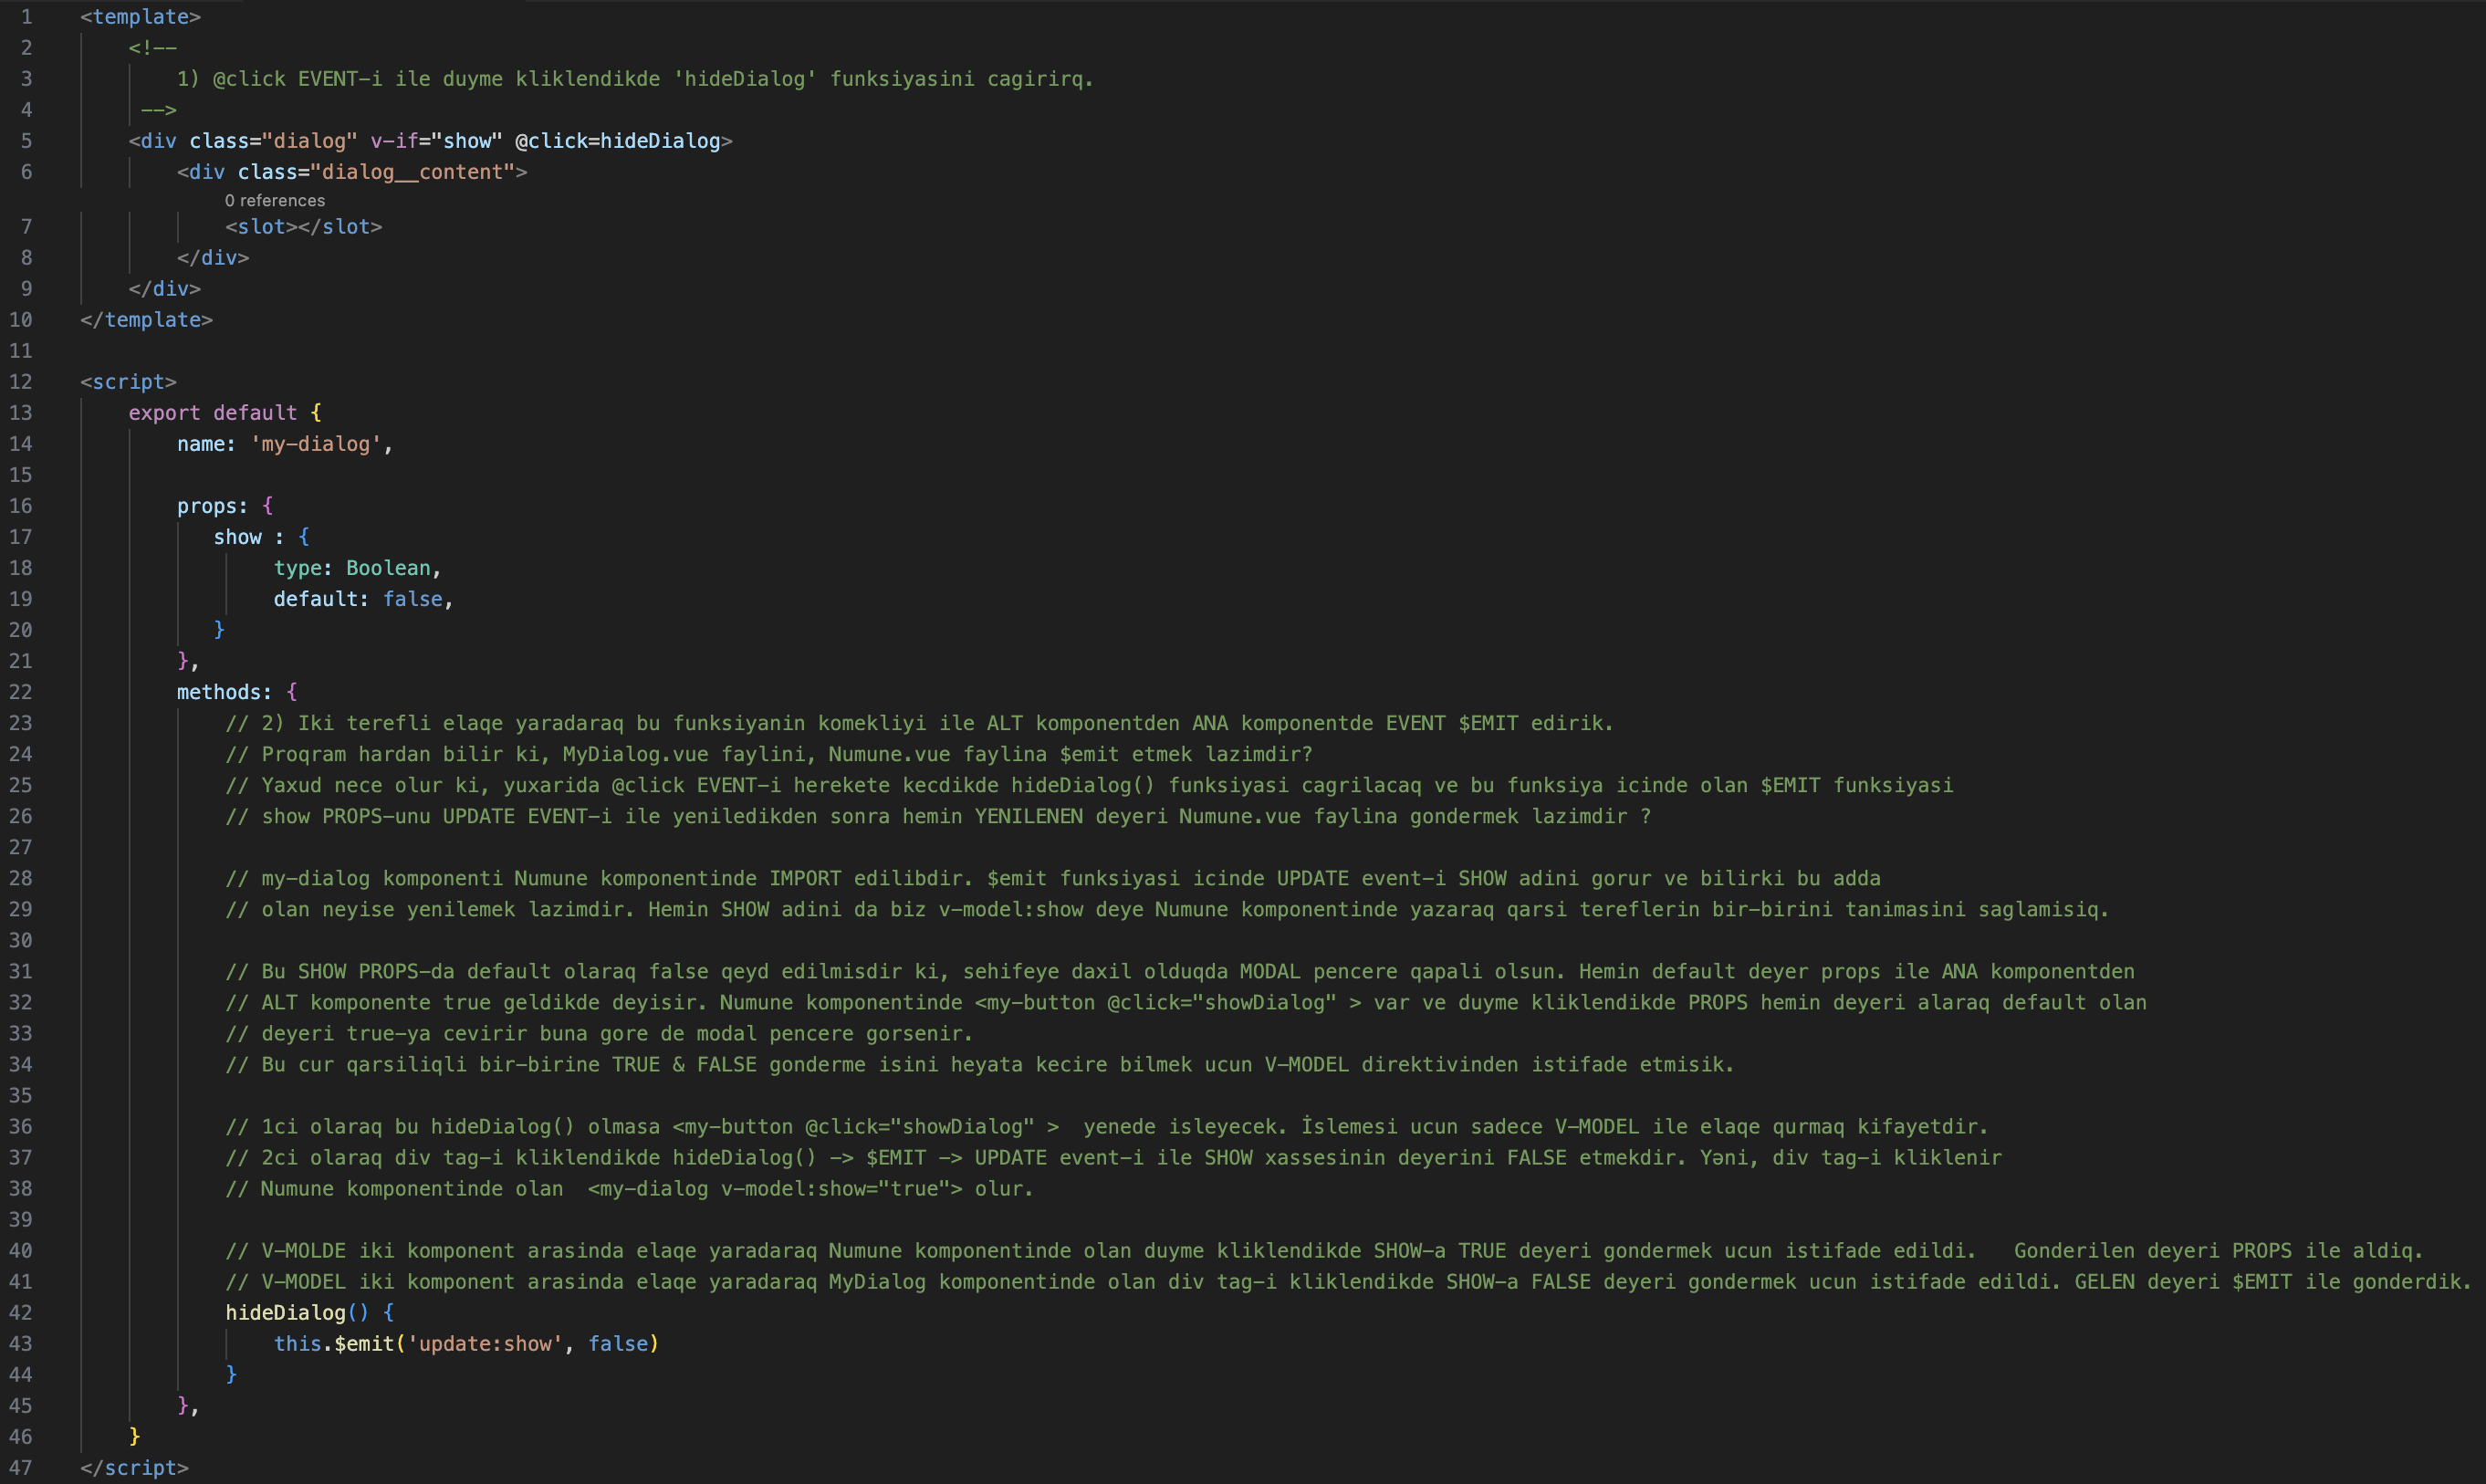 1 <template>
2 <!--
3 1) @click EVENT-i ile duyme kliklendikde 'hideDialog' funksiyasini cagirirq.
4 -->
5 <div class="dialog" v-if="show" @click=hideDialog>
6 <div class="dialog__content">
0 references
7 <slot></slot>
8 </div>
9 </div>
10 </template>
11
12 <script>
13 export default {
14 name: 'my-dialog',
15
16 props: {
17 show : {
18 type: Boolean,
19 default: false,
20 }
21 },
22 methods: {
23 // 2) Iki terefli elaqe yaradaraq bu funksiyanin komekliyi ile ALT komponentden ANA komponentde EVENT $EMIT edirik.
24 // Proqram hardan bilir ki, MyDialog.vue faylini, Numune.vue faylina $emit etmek lazimdir?
25 // Yaxud nece olur ki, yuxarida @click EVENT-i herekete kecdikde hideDialog() funksiyasi cagrilacaq ve bu funksiya icinde olan $EMIT funksiyasi
26 // show PROPS-unu UPDATE EVENT-i ile yeniledikden sonra hemin YENILENEN deyeri Numune.vue faylina gondermek lazimdir ?
27
28 // my-dialog komponenti Numune komponentinde IMPORT edilibdir. $emit funksiyasi icinde UPDATE event-i SHOW adini gorur ve bilirki bu adda
29 // olan neyise yenilemek lazimdir. Hemin SHOW adini da biz v-model:show deye Numune komponentinde yazaraq qarsi tereflerin bir-birini tanimasini saglamisiq.
30
31 // Bu SHOW PROPS-da default olaraq false qeyd edilmisdir ki, sehifeye daxil olduqda MODAL pencere qapali olsun. Hemin default deyer props ile ANA komponentden
32 // ALT komponente true geldikde deyisir. Numune komponentinde <my-button @click="showDialog" > var ve duyme kliklendikde PROPS hemin deyeri alaraq default olan
33 // deyeri true-ya cevirir buna gore de modal pencere gorsenir.
34 // Bu cur qarsiliqli bir-birine TRUE & FALSE gonderme isini heyata kecire bilmek ucun V-MODEL direktivinden istifade etmisik.
35
36 // 1ci olaraq bu hideDialog() olmasa <my-button @click="showDialog" >  yenede isleyecek. İslemesi ucun sadece V-MODEL ile elaqe qurmaq kifayetdir.
37 // 2ci olaraq div tag-i kliklendikde hideDialog() -> $EMIT -> UPDATE event-i ile SHOW xassesinin deyerini FALSE etmekdir. Yəni, div tag-i kliklenir
38 // Numune komponentinde olan  <my-dialog v-model:show="true"> olur.
39
40 // V-MOLDE iki komponent arasinda elaqe yaradaraq Numune komponentinde olan duyme kliklendikde SHOW-a TRUE deyeri gondermek ucun istifade edildi.   Gonderilen deyeri PROPS ile aldiq.
41 // V-MODEL iki komponent arasinda elaqe yaradaraq MyDialog komponentinde olan div tag-i kliklendikde SHOW-a FALSE deyeri gondermek ucun istifade edildi. GELEN deyeri $EMIT ile gonderdik.
42 hideDialog() {
43 this.$emit('update:show', false)
44 }
45 },
46 }
47 </script>